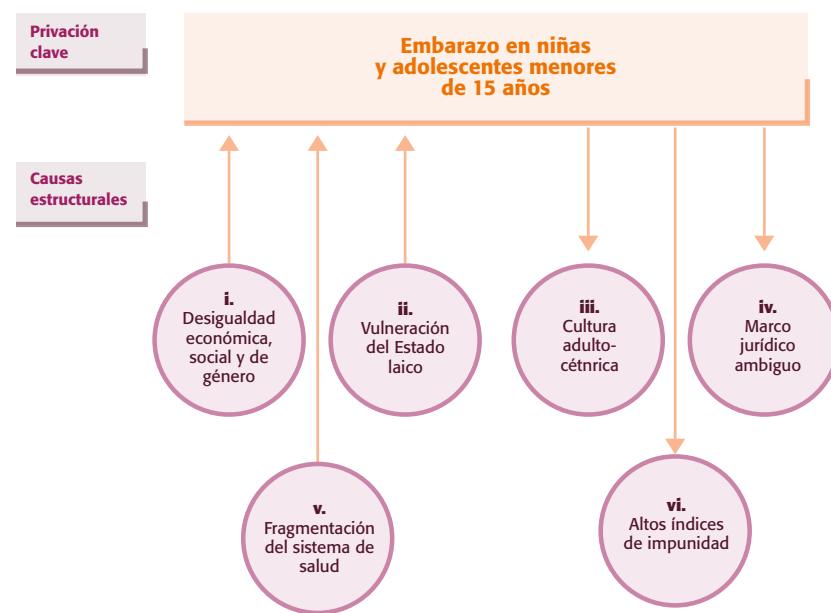 Privación
clave
Embarazo en niñas
y adolescentes menores
de 15 años
Causas
estructurales
i.
Desigualdad
económica,
social y de
género
ii.
Vulneración
del Estado
laico
iii.
Cultura
adulto-
cétnrica
iv.
Marco
jurídico
ambiguo
v.
Fragmentación
del sistema de
salud
vi.
Altos índices
de impunidad